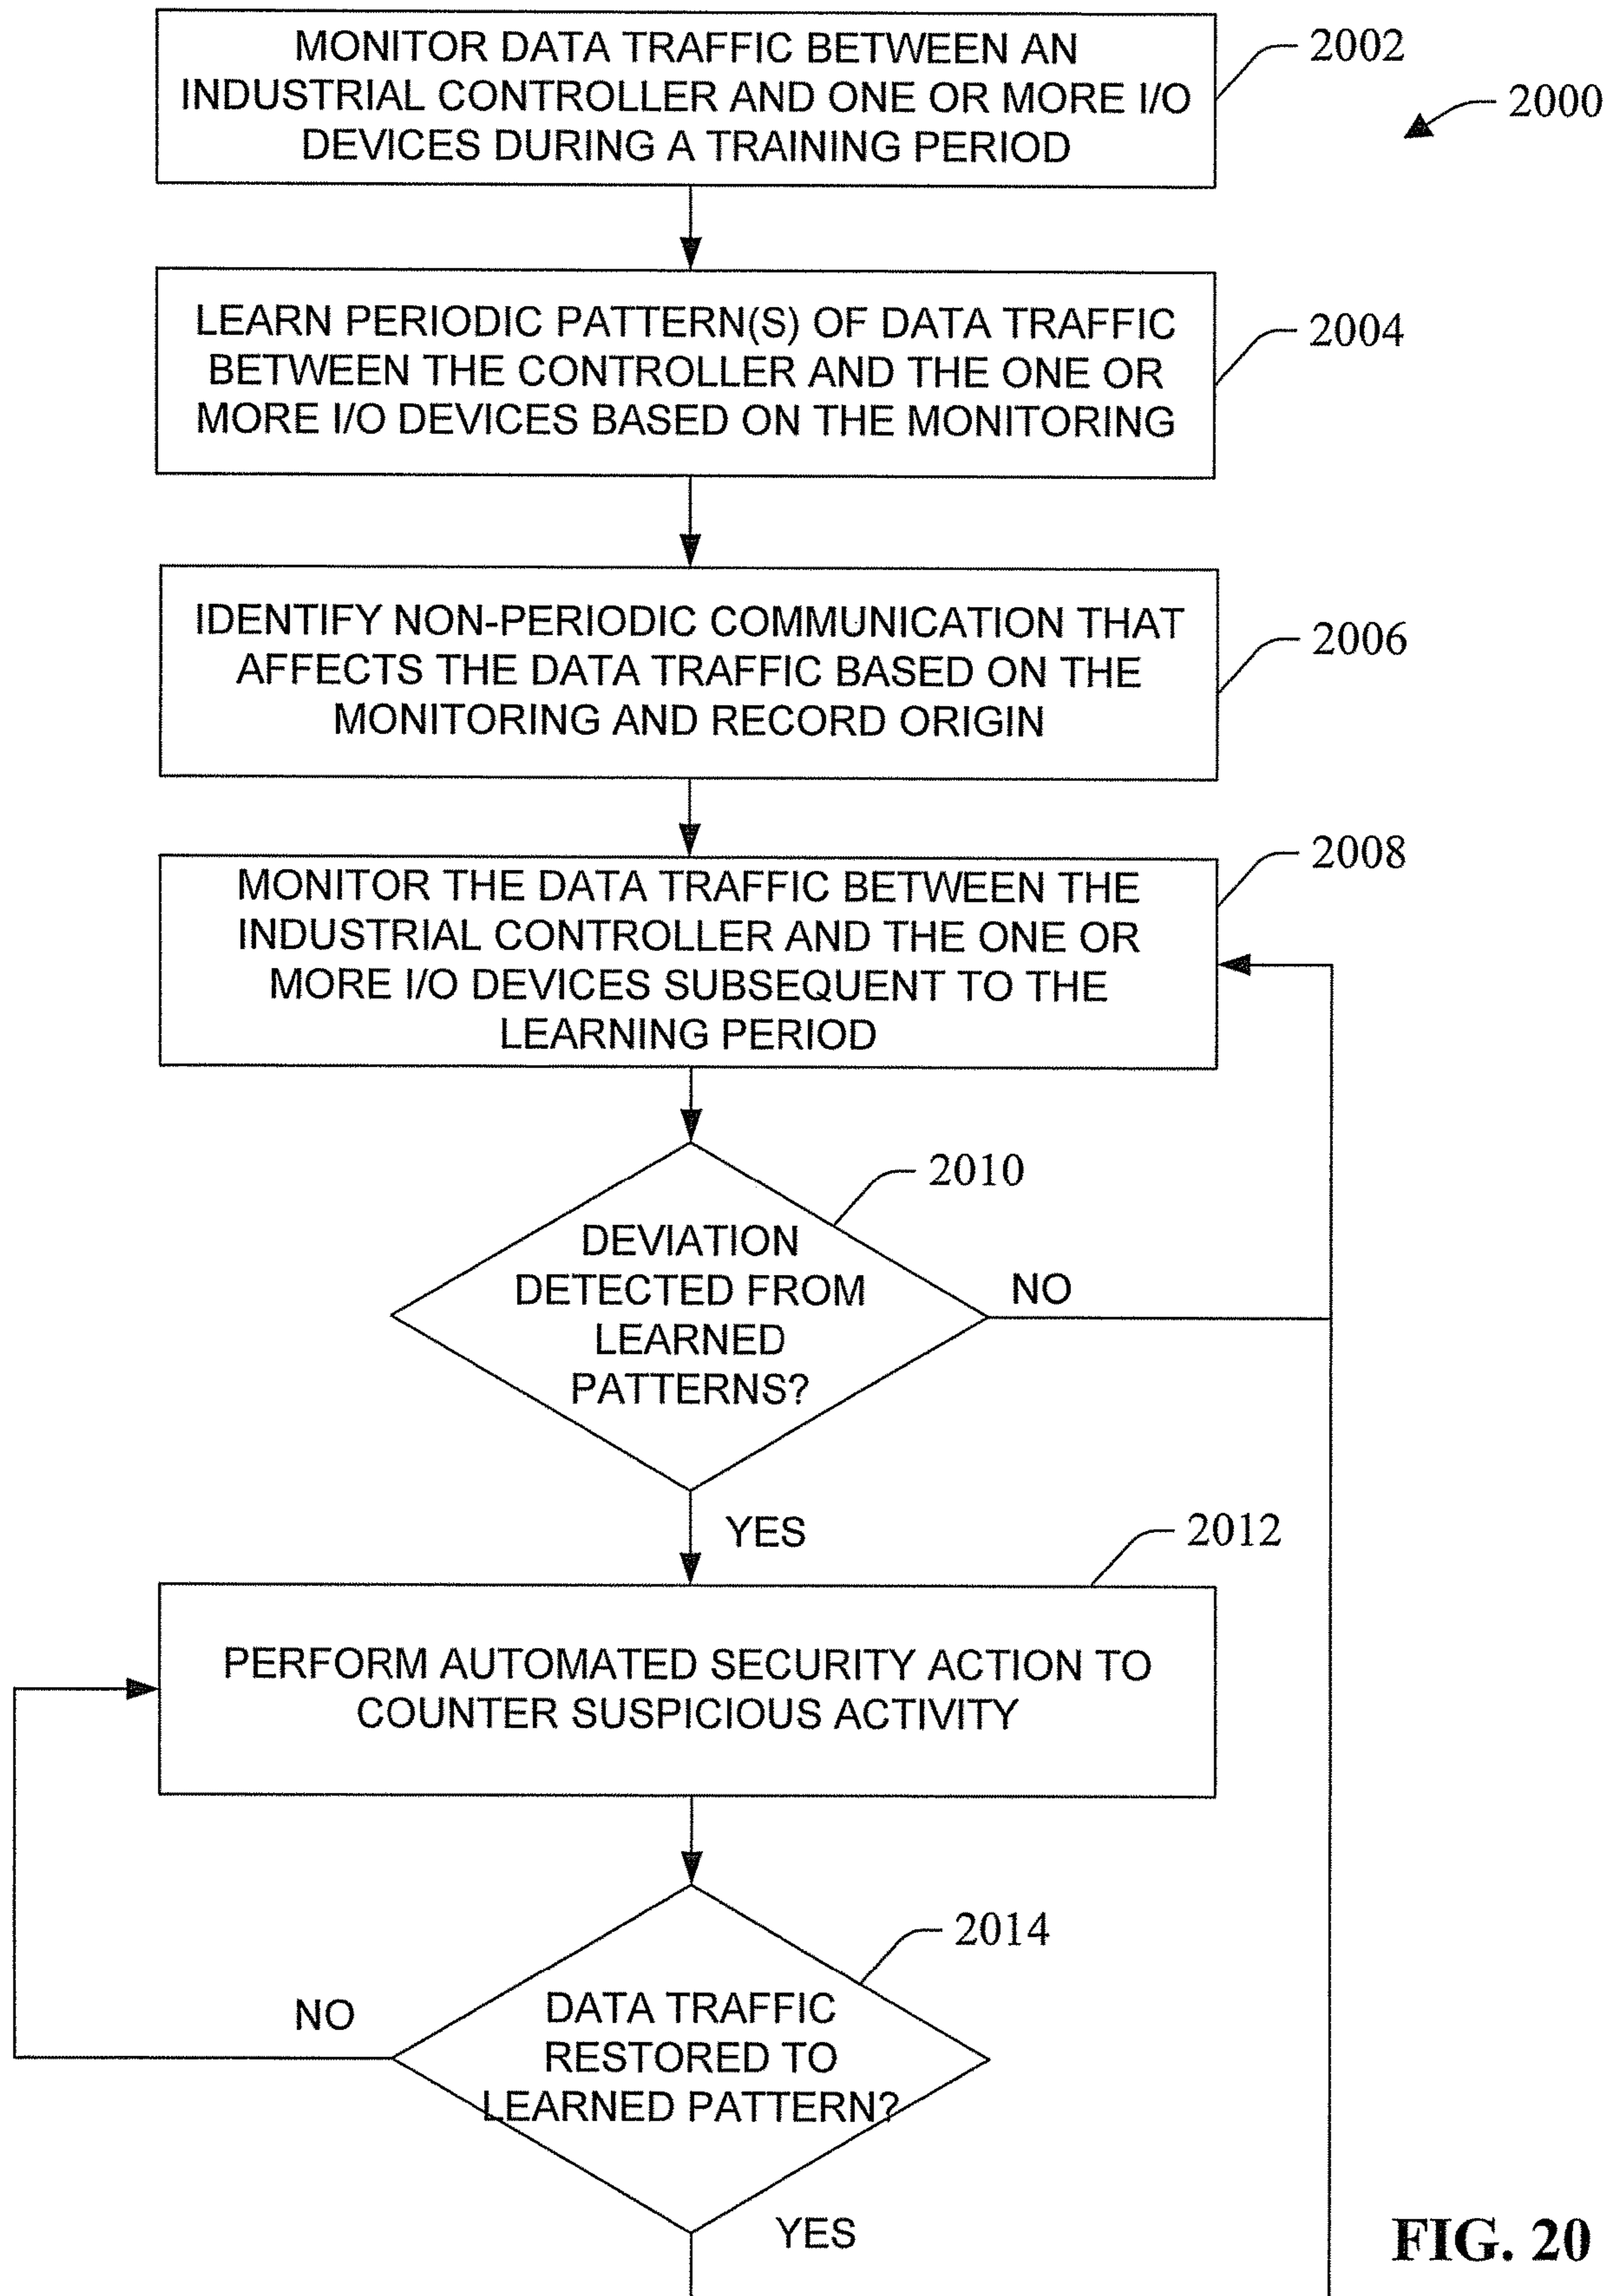 MONITOR DATA TRAFFIC BETWEEN AN
INDUSTRIAL CONTROLLER AND ONE OR MORE I/O
DEVICES DURING A TRAINING PERIOD
2002
2000
LEARN PERIODIC PATTERN(S) OF DATA TRAFFIC
BETWEEN THE CONTROLLER AND THE ONE OR
MORE I/O DEVICES BASED ON THE MONITORING
2004
IDENTIFY NON-PERIODIC COMMUNICATION THAT
AFFECTS THE DATA TRAFFIC BASED ON THE
MONITORING AND RECORD ORIGIN
2006
MONITOR THE DATA TRAFFIC BETWEEN THE
INDUSTRIAL CONTROLLER AND THE ONE OR
MORE I/O DEVICES SUBSEQUENT TO THE
LEARNING PERIOD
2008
2010
DEVIATION
DETECTED FROM
LEARNED
PATTERNS?
NO
YES
2012
PERFORM AUTOMATED SECURITY ACTION TO
COUNTER SUSPICIOUS ACTIVITY
2014
DATA TRAFFIC
RESTORED TO
LEARNED PATTERN?
NO
YES
FIG. 20